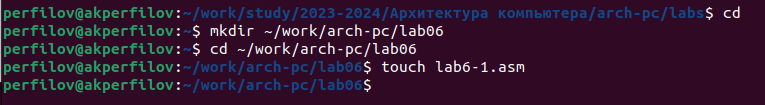 perfilov@akperfilov:~/work/study/2023-2024/Архитектура компьютера/arch-pc/labs$ cd
perfilov@akperfilov:~$ mkdir ~/work/arch-pc/lab06
perfilov@akperfilov:~$ cd ~/work/arch-pc/lab06
perfilov@akperfilov:~/work/arch-pc/lab06$ touch lab6-1.asm
perfilov@akperfilov:~/work/arch-pc/lab06$